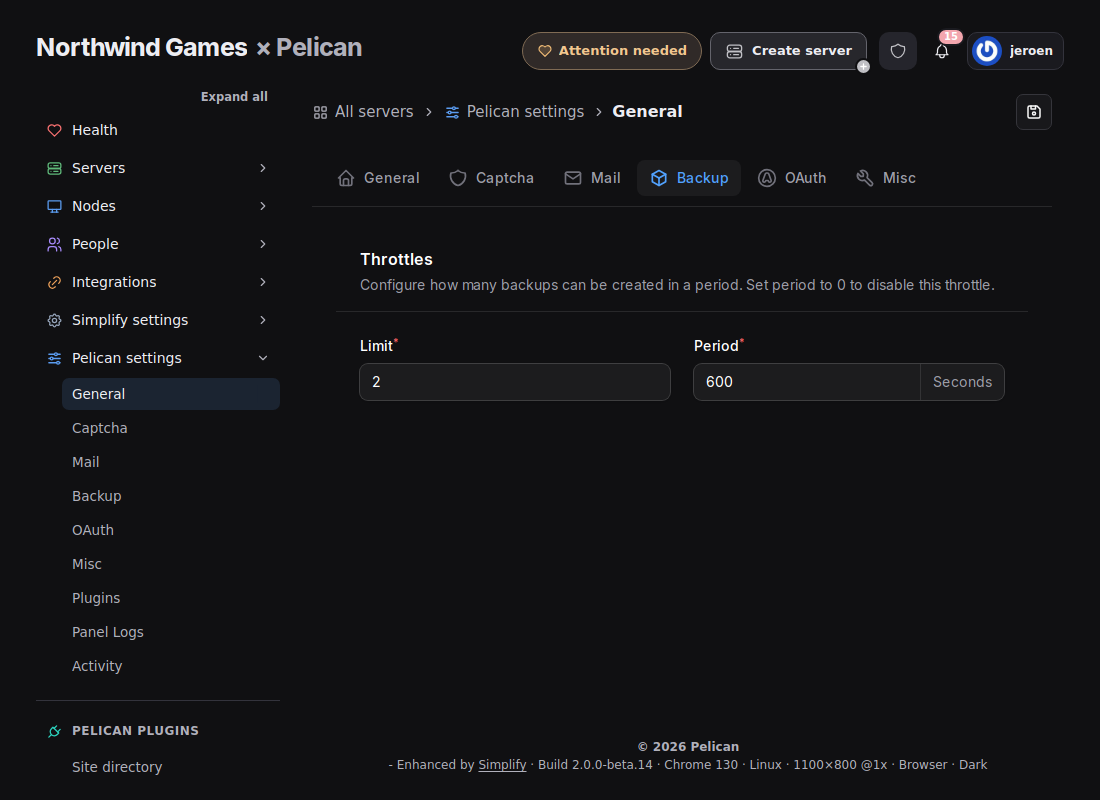 Northwind Games × Pelican
Attention needed
Create server
15
jeroen
Expand all
Health
Servers
Nodes
People
Integrations
Simplify settings
Pelican settings
General
Captcha
Mail
Backup
OAuth
Misc
Plugins
Panel Logs
Activity
PELICAN PLUGINS
Site directory
All servers > Pelican settings > General
General Captcha Mail Backup OAuth Misc
Throttles
Configure how many backups can be created in a period. Set period to 0 to disable this throttle.
Limit* Period*
2 600 Seconds
© 2026 Pelican
- Enhanced by Simplify · Build 2.0.0-beta.14 · Chrome 130 · Linux · 1100×800 @1x · Browser · Dark